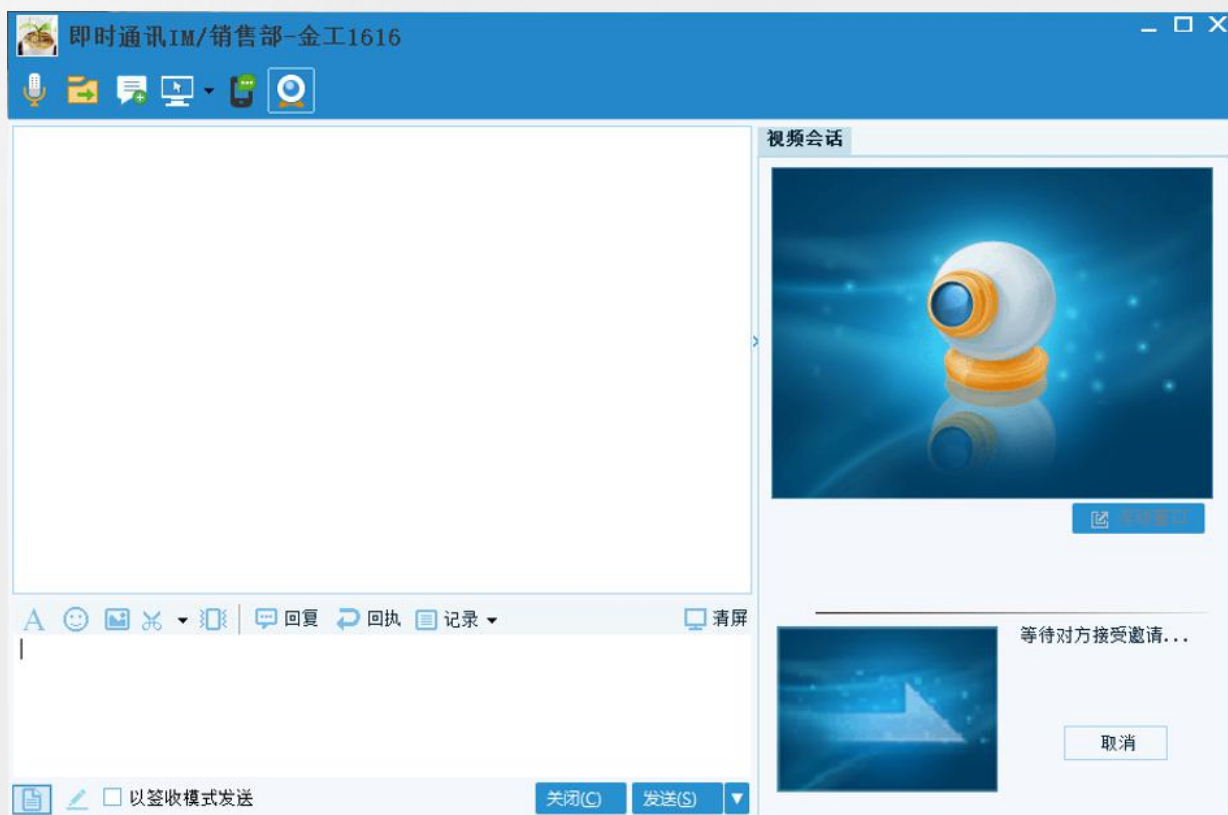 即时通讯IM/销售部-金工1616
视频会话
回复 回执 记录 清屏
等待对方接受邀请...
取消
以签收模式发送 关闭(C) 发送(S)